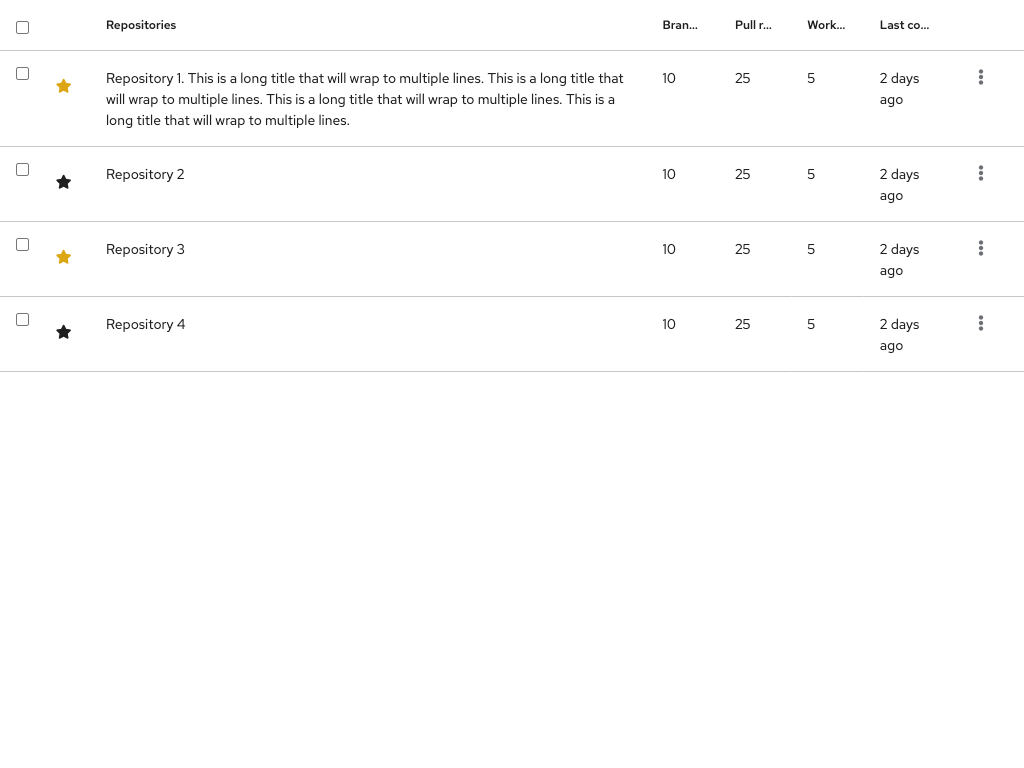 Repositories Bran... Pull r... Work... Last co...
Repository 1. This is a long title that will wrap to multiple lines. This is a long title that 10 25 5 2 days
will wrap to multiple lines. This is a long title that will wrap to multiple lines. This is a ago
long title that will wrap to multiple lines.
Repository 2 10 25 5 2 days
ago
Repository 3 10 25 5 2 days
ago
Repository 4 10 25 5 2 days
ago